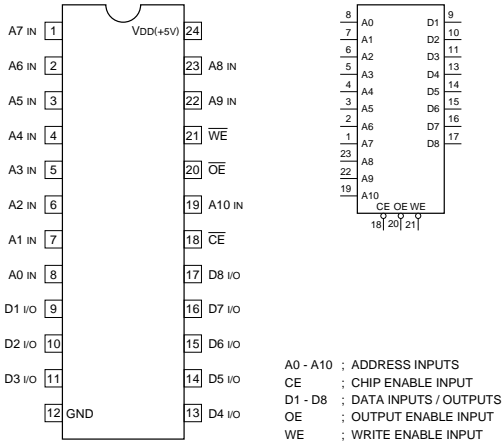 A7 IN 1 VDD(+5V) 24
A6 IN 2 23 A8 IN
A5 IN 3 22 A9 IN
A4 IN 4 21 WE
A3 IN 5 20 OE
A2 IN 6 19 A10 IN
A1 IN 7 18 CE
A0 IN 8 17 D8 I/O
D1 I/O 9 16 D7 I/O
D2 I/O 10 15 D6 I/O
D3 I/O 11 14 D5 I/O
12 GND 13 D4 I/O
8 A0 D1 9
7 A1 D2 10
6 A2 D3 11
5 A3 D4 13
4 A4 D5 14
3 A5 D6 15
2 A6 D7 16
1 A7 D8 17
23 A8
22 A9
19 A10
CE OE WE
18 20 21
A0 - A10 ; ADDRESS INPUTS
CE ; CHIP ENABLE INPUT
D1 - D8 ; DATA INPUTS / OUTPUTS
OE ; OUTPUT ENABLE INPUT
WE ; WRITE ENABLE INPUT